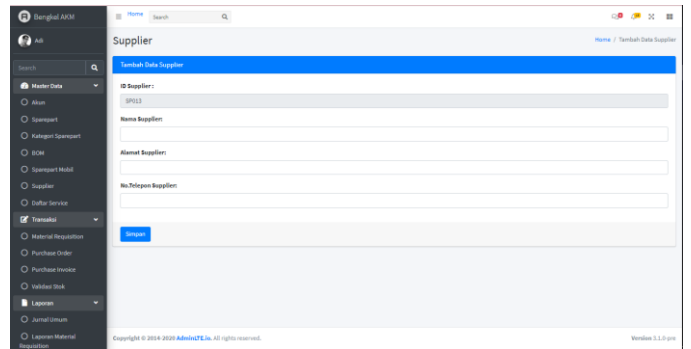 Bengkel AKM
Home
Search
Adi
Supplier
Home / Tambah Data Supplier
Search
Tambah Data Supplier
Master Data
ID Supplier :
Akun
SP013
Sparepart
Nama Supplier:
Kategori Sparepart
BOM
Alamat Supplier:
Sparepart Mobil
Supplier
No.Telepon Supplier:
Daftar Service
Transaksi
Material Requisition
Simpan
Purchase Order
Purchase Invoice
Validasi Stok
Laporan
Jurnal Umum
Laporan Material
Requisition
Copyright © 2014-2020 AdminLTE.io. All rights reserved.
Version 3.1.0-pre